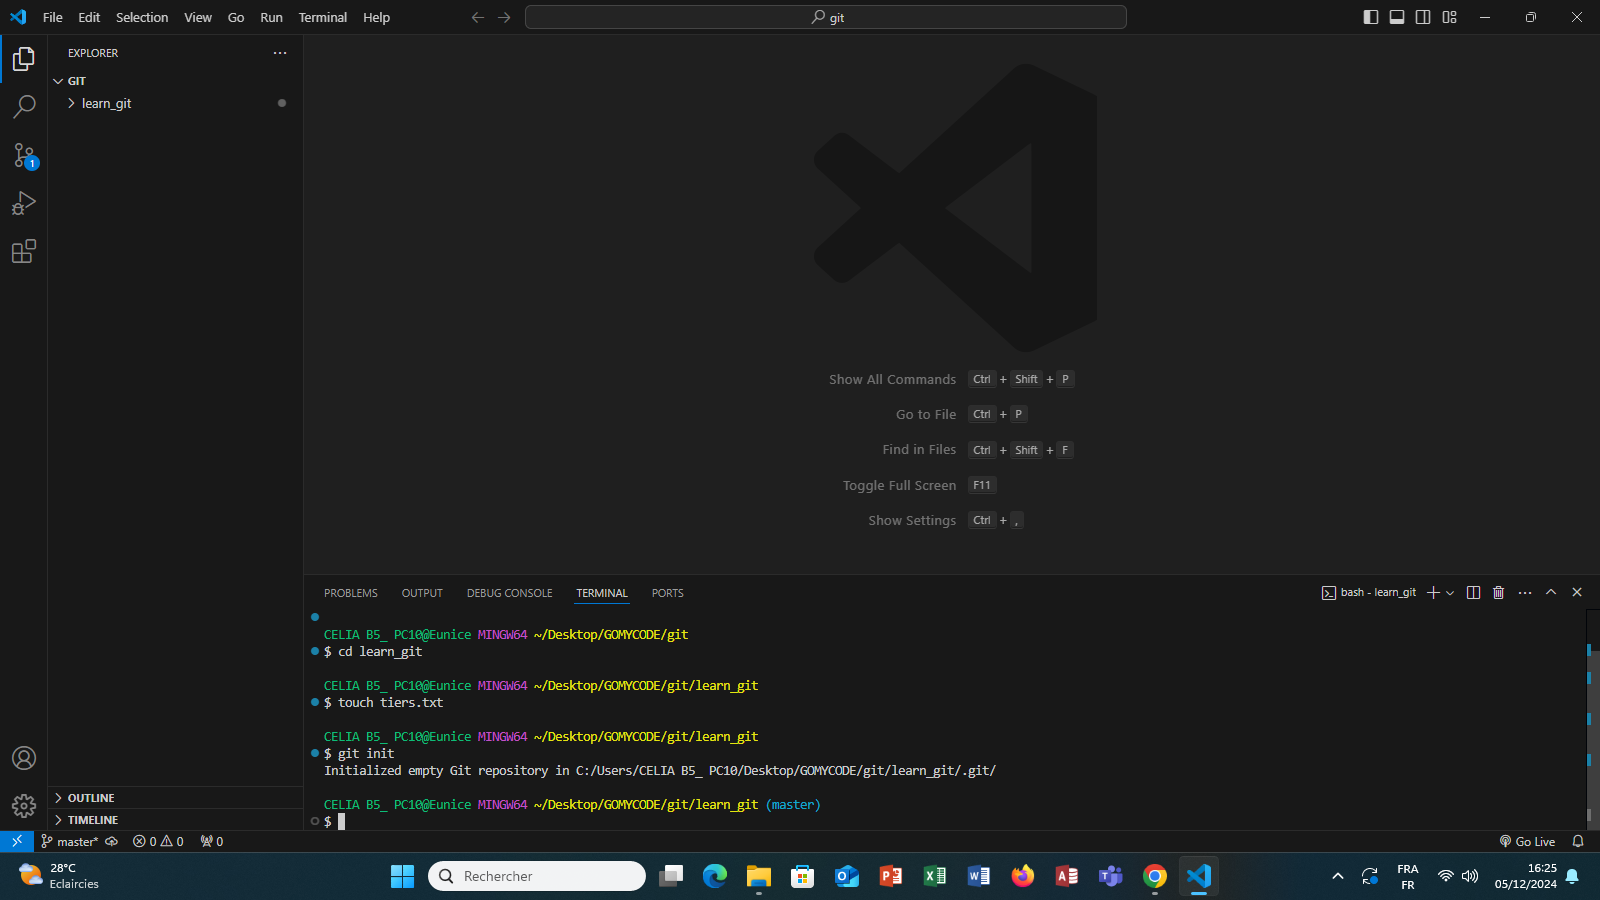 File Edit Selection View Go Run Terminal Help
git
EXPLORER
GIT
learn_git
1
Show All Commands Ctrl + Shift + P
Go to File Ctrl + P
Find in Files Ctrl + Shift + F
Toggle Full Screen F11
Show Settings Ctrl + ,
PROBLEMS OUTPUT DEBUG CONSOLE TERMINAL PORTS
bash - learn_git
CELIA B5_ PC10@Eunice MINGW64 ~/Desktop/GOMYCODE/git
$ cd learn_git
CELIA B5_ PC10@Eunice MINGW64 ~/Desktop/GOMYCODE/git/learn_git
$ touch tiers.txt
CELIA B5_ PC10@Eunice MINGW64 ~/Desktop/GOMYCODE/git/learn_git
$ git init
Initialized empty Git repository in C:/Users/CELIA B5_ PC10/Desktop/GOMYCODE/git/learn_git/.git/
CELIA B5_ PC10@Eunice MINGW64 ~/Desktop/GOMYCODE/git/learn_git (master)
$
OUTLINE
TIMELINE
master* 0 0 0
Go Live
28°C
Eclaircies
Rechercher
FRA
FR
16:25
05/12/2024